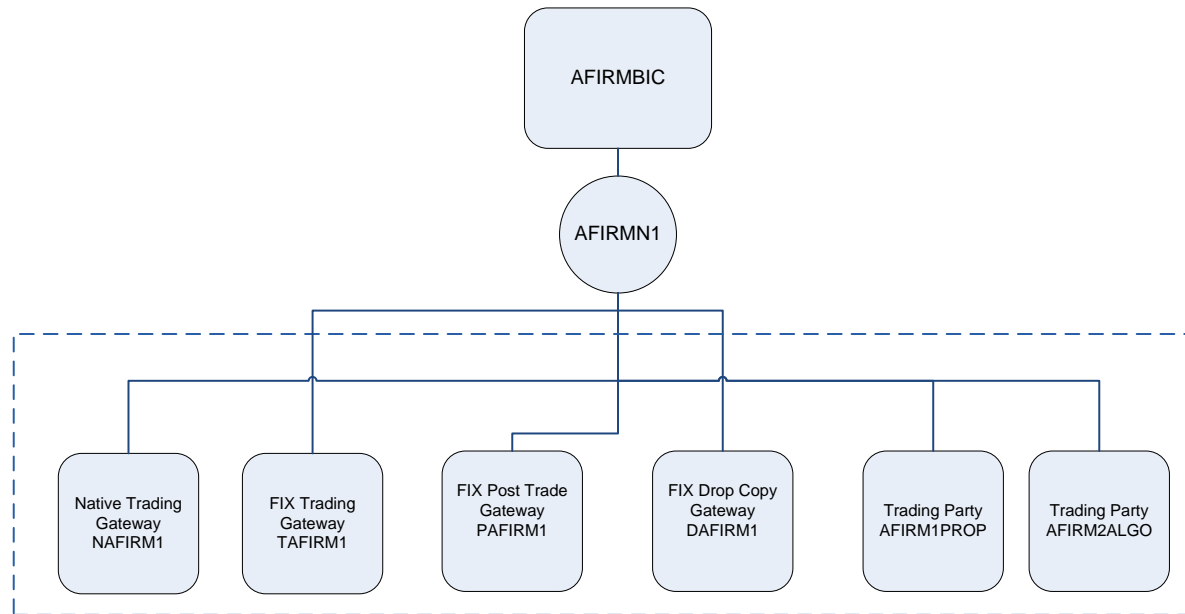 AFIRMBIC
AFIRMN1
Native Trading
Gateway
NAFIRM1
FIX Trading
Gateway
TAFIRM1
FIX Post Trade
Gateway
PAFIRM1
FIX Drop Copy
Gateway
DAFIRM1
Trading Party
AFIRM1PROP
Trading Party
AFIRM2ALGO